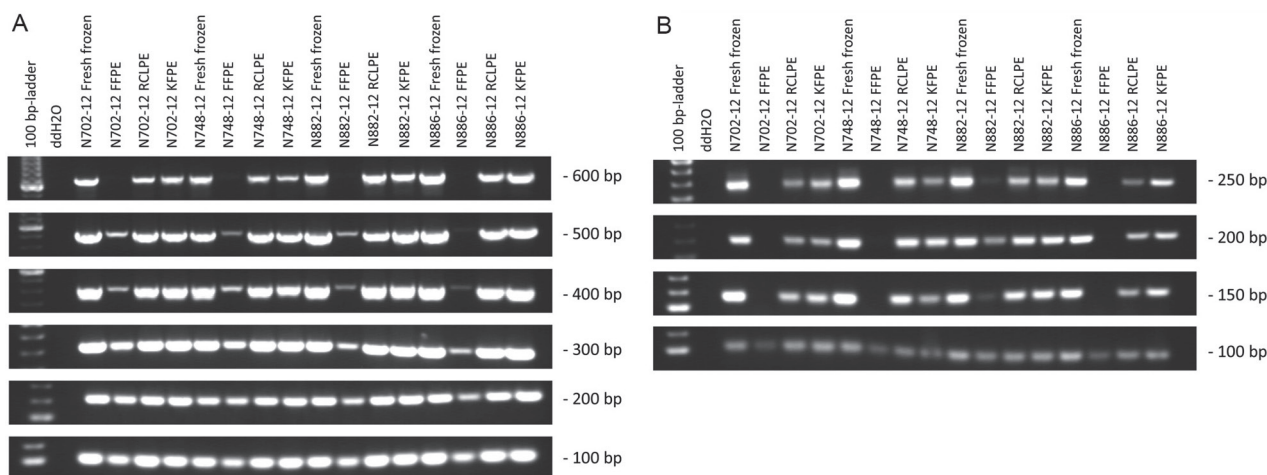 A
100 bp-ladder
ddH2O
N702-12 Fresh frozen
N702-12 FFPE
N702-12 RCLPE
N702-12 KFPE
N748-12 Fresh frozen
N748-12 FFPE
N748-12 RCLPE
N748-12 KFPE
N882-12 Fresh frozen
N882-12 FFPE
N882-12 RCLPE
N882-12 KFPE
N886-12 Fresh frozen
N886-12 FFPE
N886-12 RCLPE
N886-12 KFPE
- 600 bp
- 500 bp
- 400 bp
- 300 bp
- 200 bp
- 100 bp
B
100 bp-ladder
ddH2O
N702-12 Fresh frozen
N702-12 FFPE
N702-12 RCLPE
N702-12 KFPE
N748-12 Fresh frozen
N748-12 FFPE
N748-12 RCLPE
N748-12 KFPE
N882-12 Fresh frozen
N882-12 FFPE
N882-12 RCLPE
N882-12 KFPE
N886-12 Fresh frozen
N886-12 FFPE
N886-12 RCLPE
N886-12 KFPE
- 250 bp
- 200 bp
- 150 bp
- 100 bp